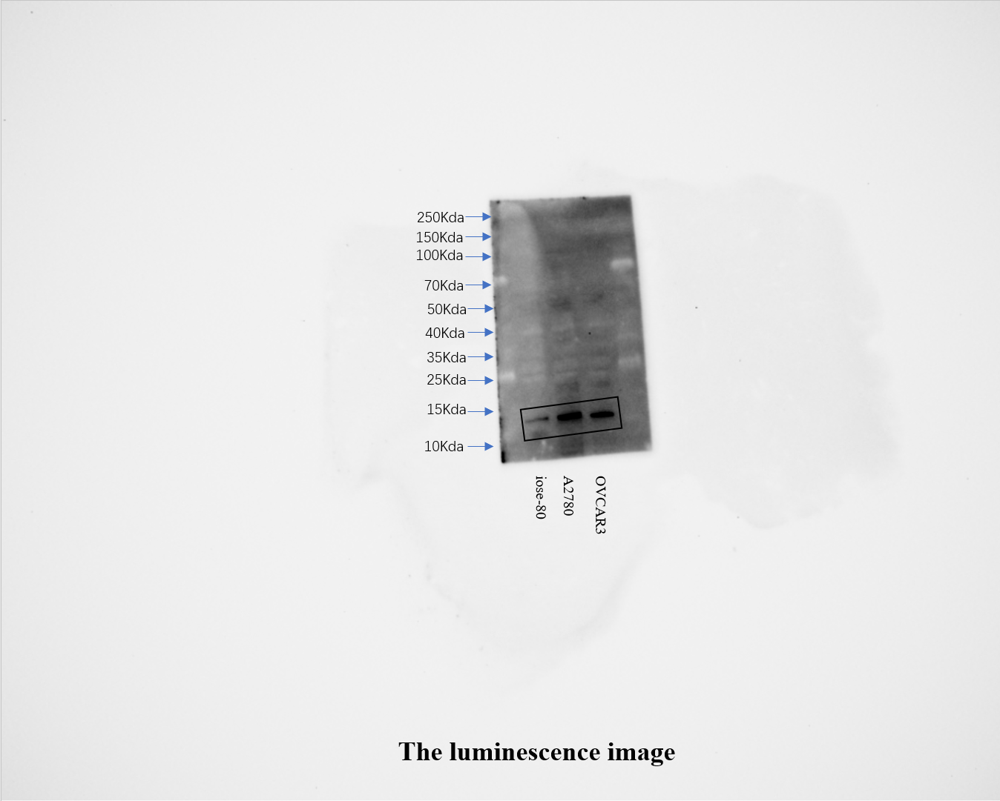 250Kda
150Kda
100Kda
70Kda
50Kda
40Kda
35Kda
25Kda
15Kda
10Kda
iose-80
A2780
OVCAR3
The luminescence image